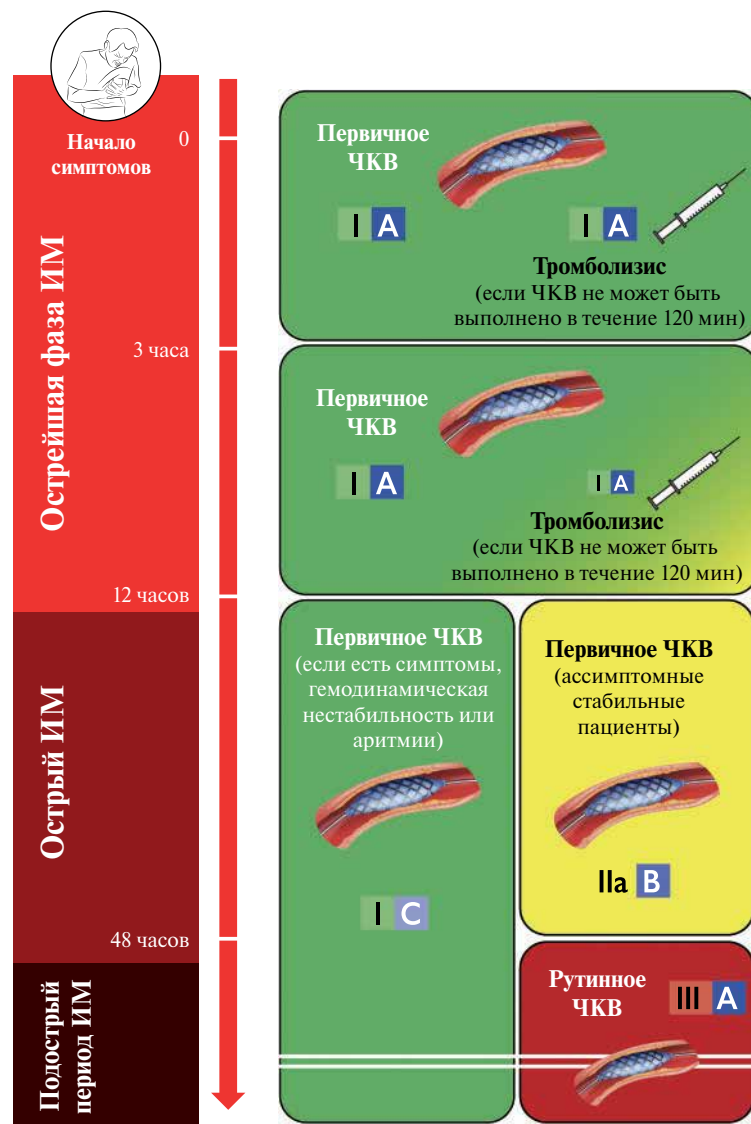 Начало
симптомов
0
Острейшая фаза ИМ
3 часа
12 часов
Острый ИМ
48 часов
Подострый
период ИМ
Первичное
ЧКВ
I A
I A
Тромболизис
(если ЧКВ не может быть
выполнено в течение 120 мин)
Первичное
ЧКВ
I A
I A
Тромболизис
(если ЧКВ не может быть
выполнено в течение 120 мин)
Первичное ЧКВ
(если есть симптомы,
гемодинамическая
нестабильность или
аритмии)
I C
Первичное ЧКВ
(ассимптомные
стабильные
пациенты)
IIa B
Рутинное
ЧКВ
III A